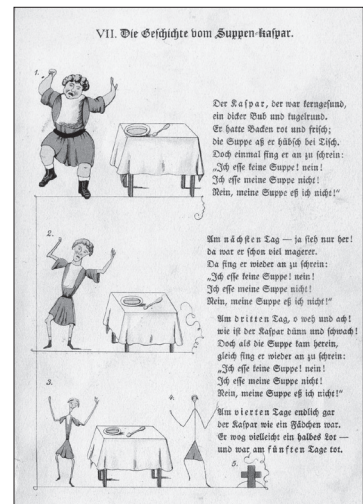 VII. Die Geschichte vom Suppen-Kaspar.
1.
Der Kaspar, der war kerngesund,
ein dicker Bub und kugelrund.
Er hatte Backen rot und frisch;
die Suppe aß er hübsch bei Tisch.
Doch einmal fing er an zu schrein:
„Ich esse keine Suppe! nein!
Ich esse meine Suppe nicht!
Nein, meine Suppe eß ich nicht!“
2.
Am nächsten Tag — ja sieh nur her!
da war er schon viel magerer.
Da fing er wieder an zu schrein:
„Ich esse keine Suppe! nein!
Ich esse meine Suppe nicht!
Nein, meine Suppe eß ich nicht!“
Am dritten Tag, o weh und ach!
wie ist der Kaspar dünn und schwach!
Doch als die Suppe kam herein,
gleich fing er wieder an zu schrein:
„Ich esse keine Suppe! nein!
Ich esse meine Suppe nicht!
Nein, meine Suppe eß ich nicht!“
3.
4.
Am vierten Tage endlich gar
der Kaspar wie ein Fädchen war.
Er wog vielleicht ein halbes Lot —
und war am fünften Tage tot.
5.